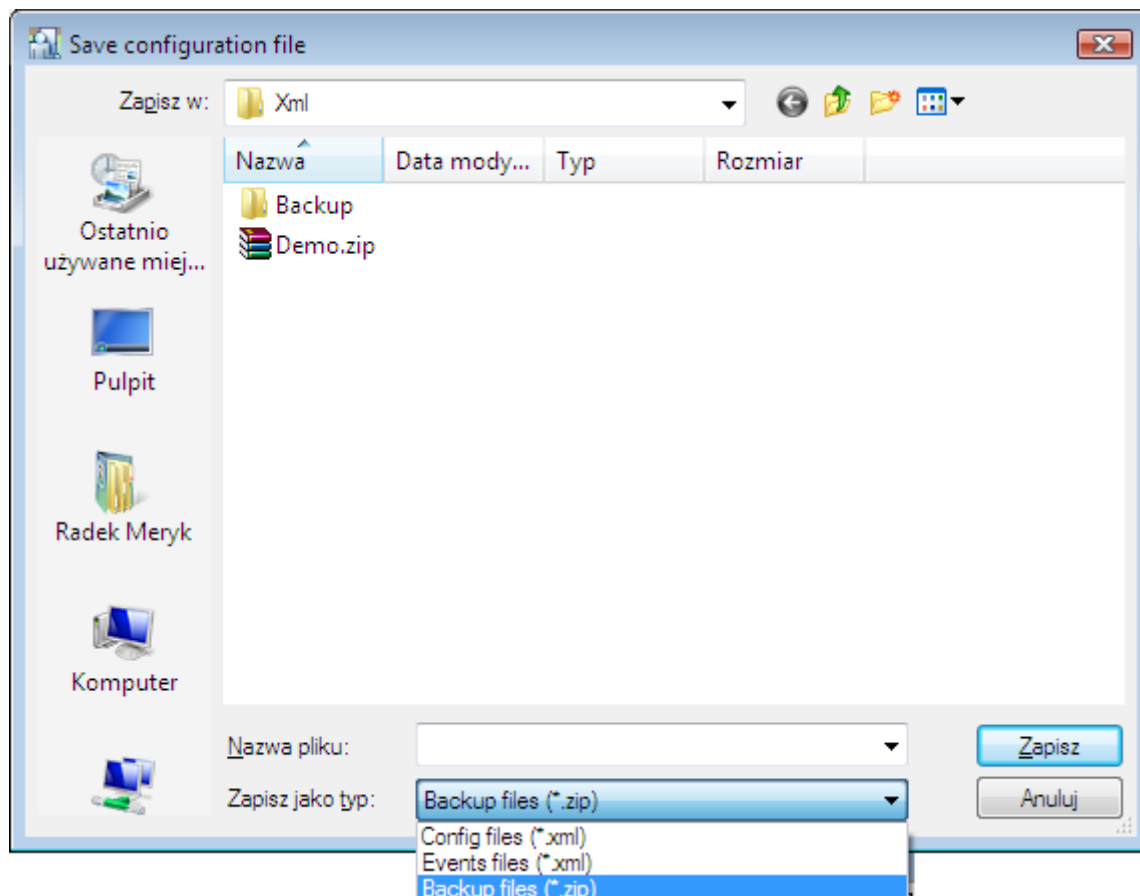 Save configuration file
Zapisz w:
Xml
Nazwa Data mody... Typ Rozmiar
Backup
Demo.zip
Ostatnio
używane miej...
Pulpit
Radek Meryk
Komputer
Nazwa pliku:
Zapisz
Zapisz jako typ:
Backup files (*.zip)
Anuluj
Config files (*.xml)
Events files (*.xml)
Backup files (*.zip)